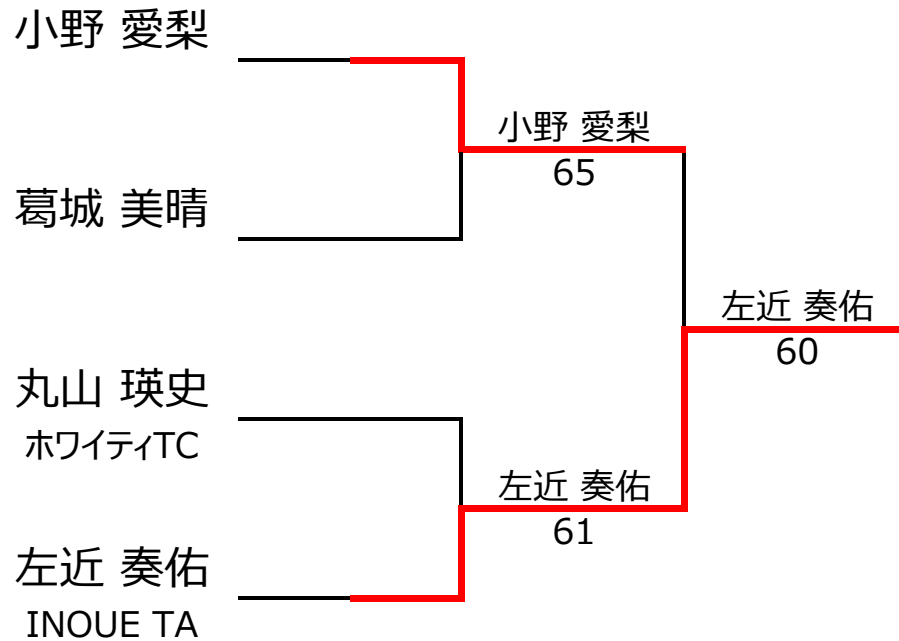 小野 愛梨
小野 愛梨
65
葛城 美晴
左近 奏佑
60
丸山 瑛史
ホワイティTC
左近 奏佑
61
左近 奏佑
INOUE TA